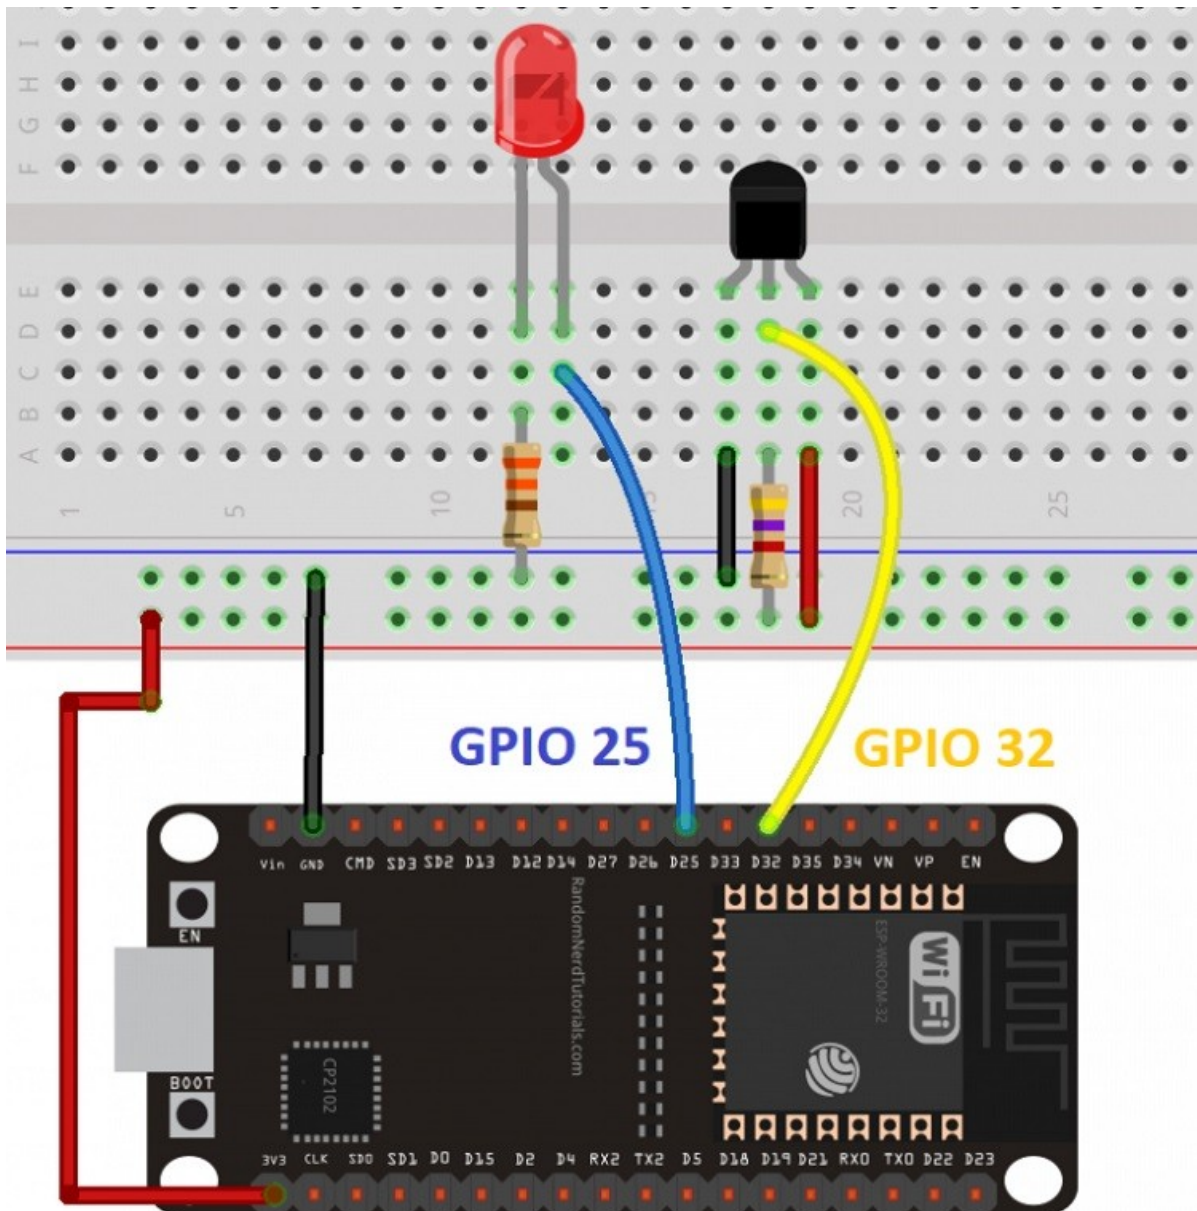 I
H
G
F
E
D
C
B
A
1 5 10 15 20 25
GPIO 25 GPIO 32
Vin GND CMD SD3 SD2 D13 D12 D14 D27 D26 D25 D33 D32 D35 D34 VN VP EN
EN
RandomNerdTutorials.com
ESP-WROOM-32
WiFi
CP2102
BOOT
3V3 CLK SD0 SD1 D0 D15 D2 D4 RX2 TX2 D5 D18 D19 D21 RX0 TX0 D22 D23